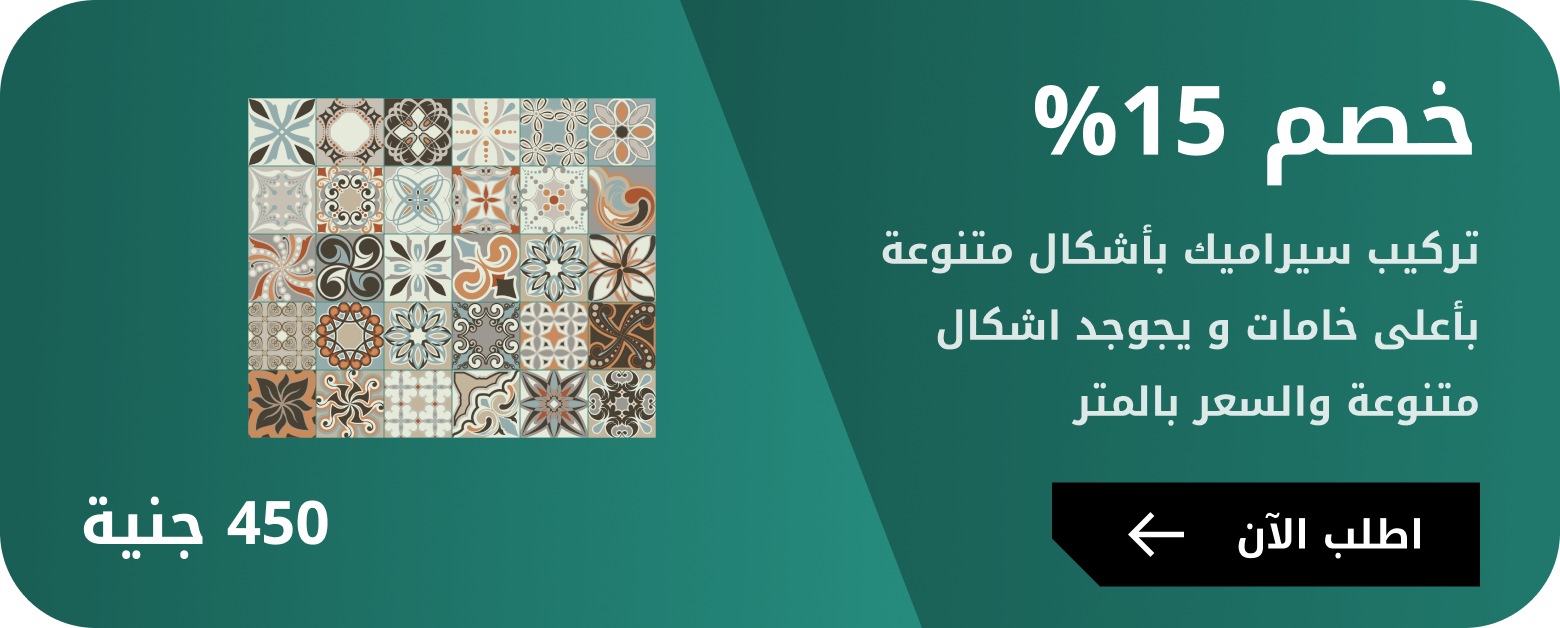 خصم 15%
تركيب سيراميك بأشكال متنوعة
بأعلى خامات و يجوجد اشكال
متنوعة والسعر بالمتر
اطلب الآن
450 جنية